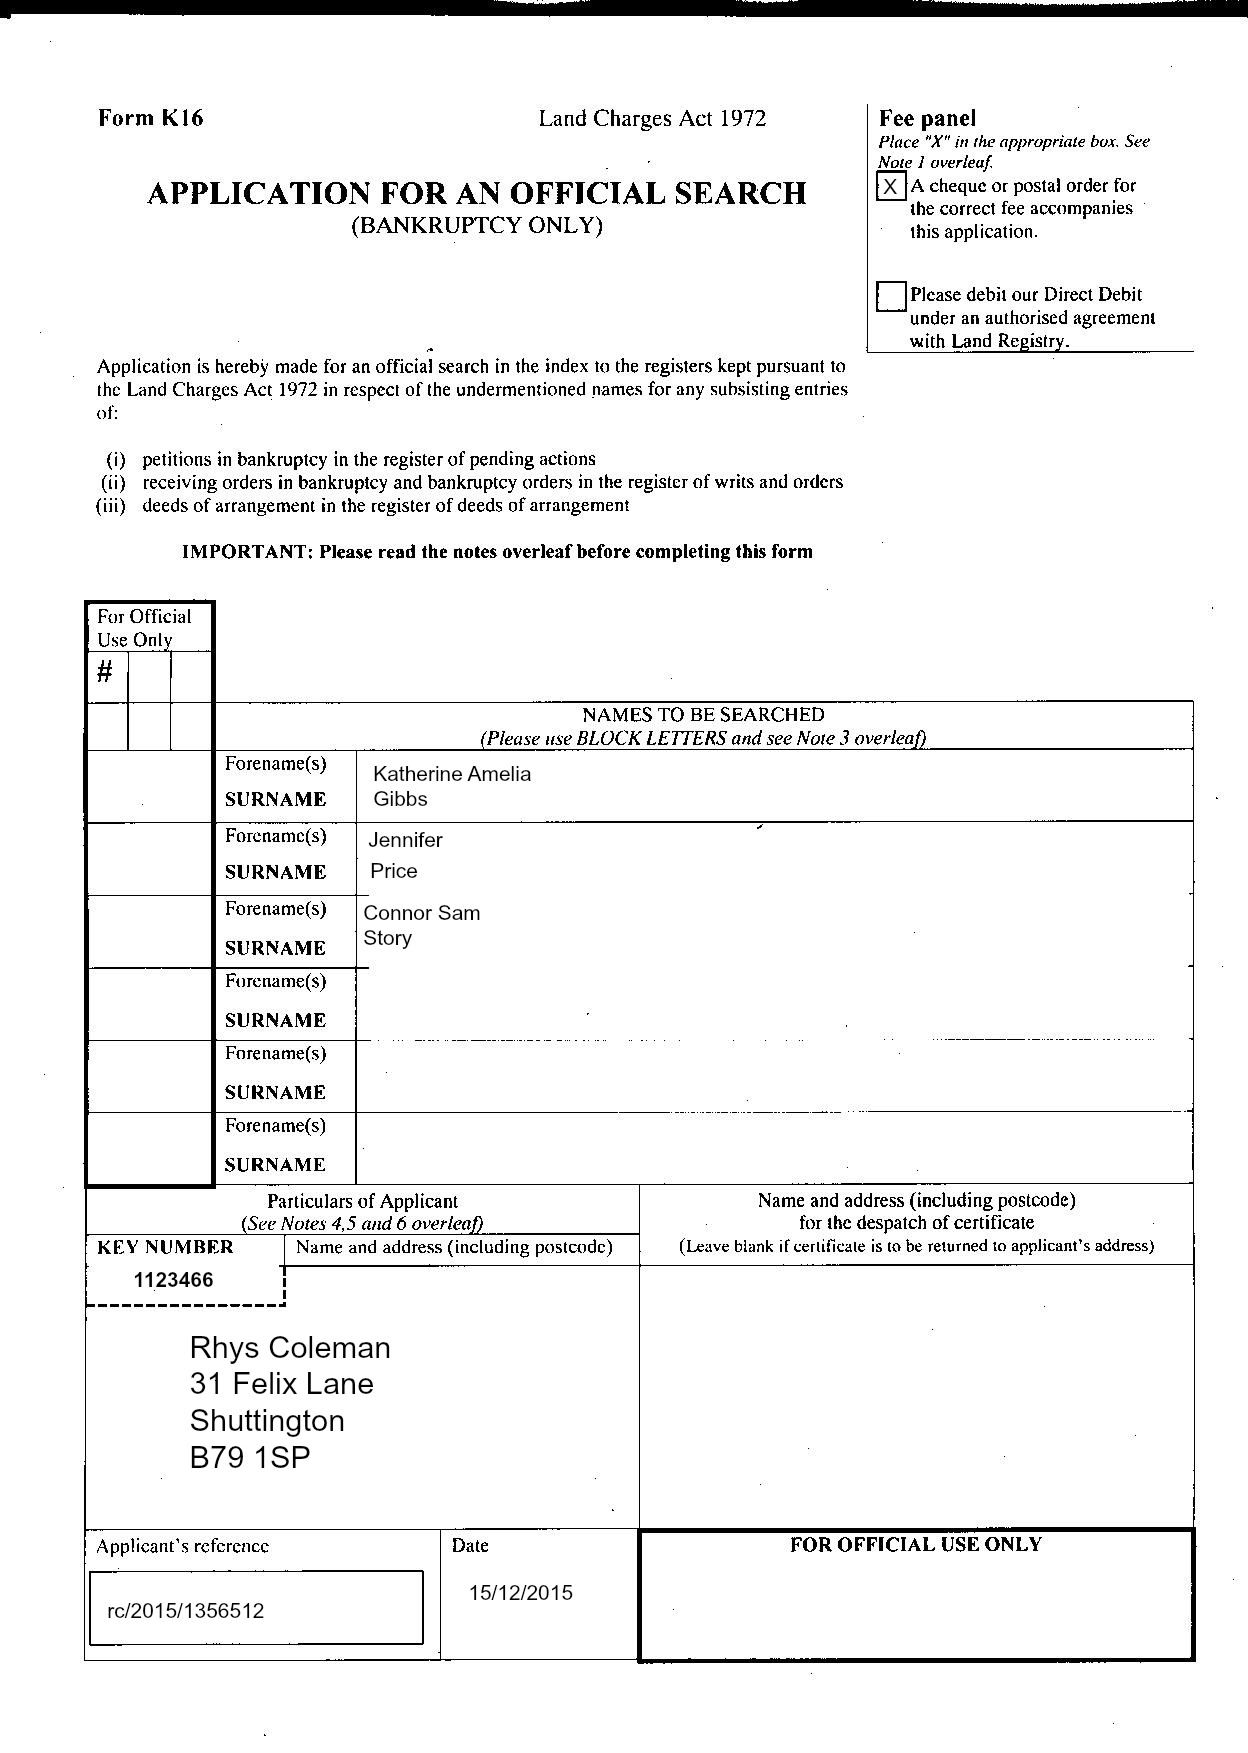 Form K16
Land Charges Act 1972
APPLICATION FOR AN OFFICIAL SEARCH
(BANKRUPTCY ONLY)
Fee panel
Place "X" in the appropriate box. See
Note 1 overleaf.
X A cheque or postal order for
the correct fee accompanies
this application.
Please debit our Direct Debit
under an authorised agreement
with Land Registry.
Application is hereby made for an official search in the index to the registers kept pursuant to
the Land Charges Act 1972 in respect of the undermentioned names for any subsisting entries
of:
(i) petitions in bankruptcy in the register of pending actions
(ii) receiving orders in bankruptcy and bankruptcy orders in the register of writs and orders
(iii) deeds of arrangement in the register of deeds of arrangement
IMPORTANT: Please read the notes overleaf before completing this form
For Official
Use Only
#
NAMES TO BE SEARCHED
(Please use BLOCK LETTERS and see Note 3 overleaf)
Forename(s) Katherine Amelia
SURNAME Gibbs
Forename(s) Jennifer
SURNAME Price
Forename(s) Connor Sam
SURNAME Story
Forename(s)
SURNAME
Forename(s)
SURNAME
Forename(s)
SURNAME
Particulars of Applicant
(See Notes 4,5 and 6 overleaf)
KEY NUMBER
1123466
Name and address (including postcode)
Rhys Coleman
31 Felix Lane
Shuttington
B79 1SP
Name and address (including postcode)
for the despatch of certificate
(Leave blank if certificate is to be returned to applicant's address)
Applicant's reference
rc/2015/1356512
Date
15/12/2015
FOR OFFICIAL USE ONLY